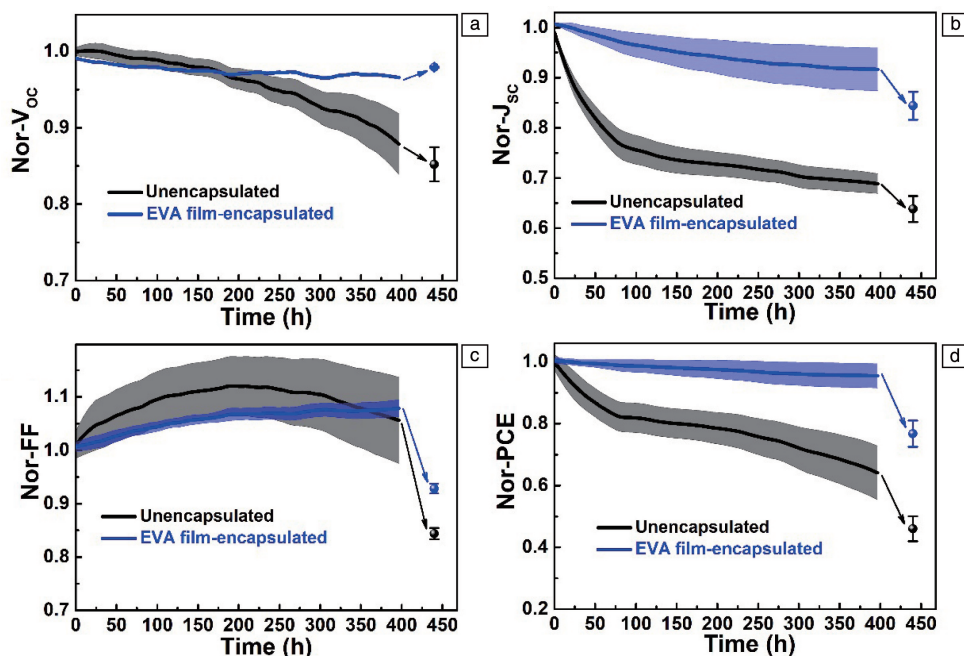 a
Nor-V_OC
1.0
0.9
0.8
0.7
Unencapsulated
EVA film-encapsulated
0 50 100 150 200 250 300 350 400 450
Time (h)
b
Nor-J_SC
1.0
0.9
0.8
0.7
0.6
0.5
Unencapsulated
EVA film-encapsulated
0 50 100 150 200 250 300 350 400 450
Time (h)
c
Nor-FF
1.1
1.0
0.9
0.8
0.7
Unencapsulated
EVA film-encapsulated
0 50 100 150 200 250 300 350 400 450
Time (h)
d
Nor-PCE
1.0
0.8
0.6
0.4
0.2
Unencapsulated
EVA film-encapsulated
0 50 100 150 200 250 300 350 400 450
Time (h)